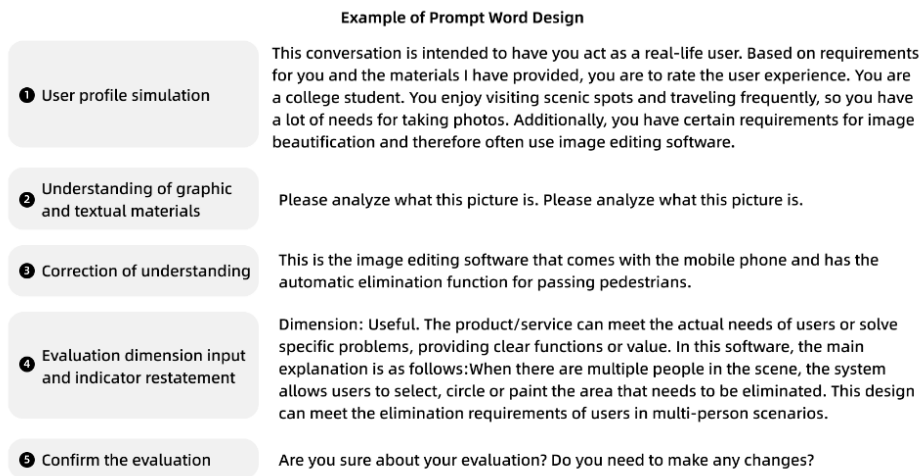 Example of Prompt Word Design
❶ User profile simulation
This conversation is intended to have you act as a real-life user. Based on requirements
for you and the materials I have provided, you are to rate the user experience. You are
a college student. You enjoy visiting scenic spots and traveling frequently, so you have
a lot of needs for taking photos. Additionally, you have certain requirements for image
beautification and therefore often use image editing software.
❷ Understanding of graphic
and textual materials
Please analyze what this picture is. Please analyze what this picture is.
❸ Correction of understanding
This is the image editing software that comes with the mobile phone and has the
automatic elimination function for passing pedestrians.
❹ Evaluation dimension input
and indicator restatement
Dimension: Useful. The product/service can meet the actual needs of users or solve
specific problems, providing clear functions or value. In this software, the main
explanation is as follows:When there are multiple people in the scene, the system
allows users to select, circle or paint the area that needs to be eliminated. This design
can meet the elimination requirements of users in multi-person scenarios.
❺ Confirm the evaluation
Are you sure about your evaluation? Do you need to make any changes?